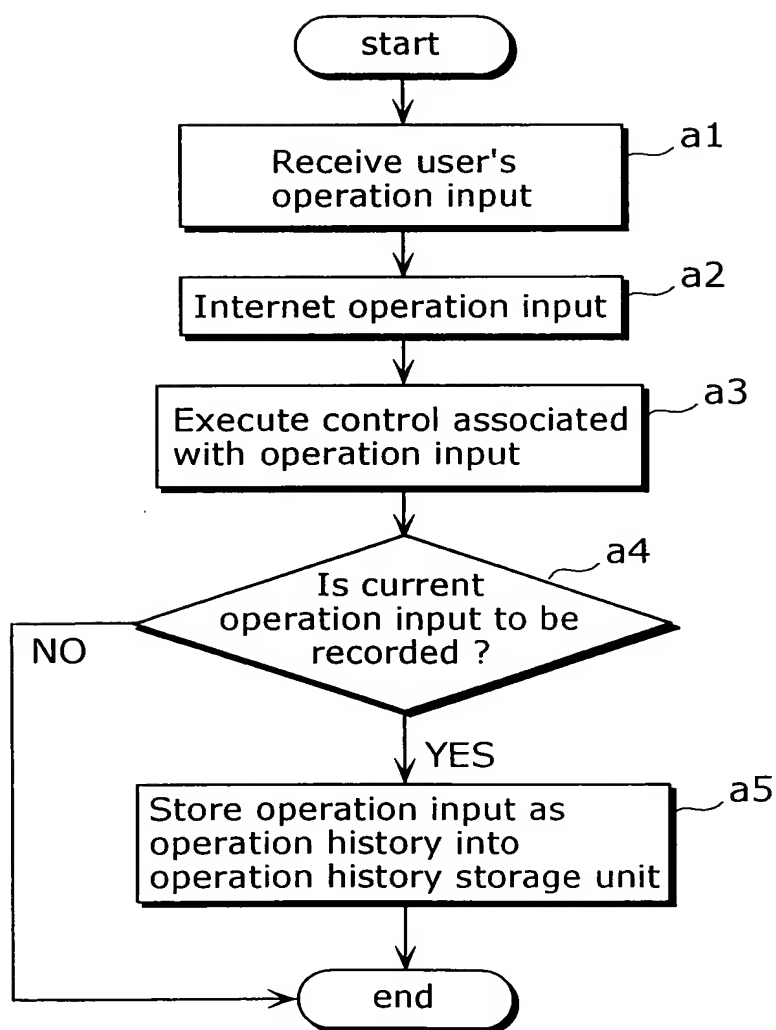 start
Receive user's
operation input
a1
Internet operation input
a2
Execute control associated
with operation input
a3
Is current
operation input to be
recorded ?
a4
NO
YES
Store operation input as
operation history into
operation history storage unit
a5
end